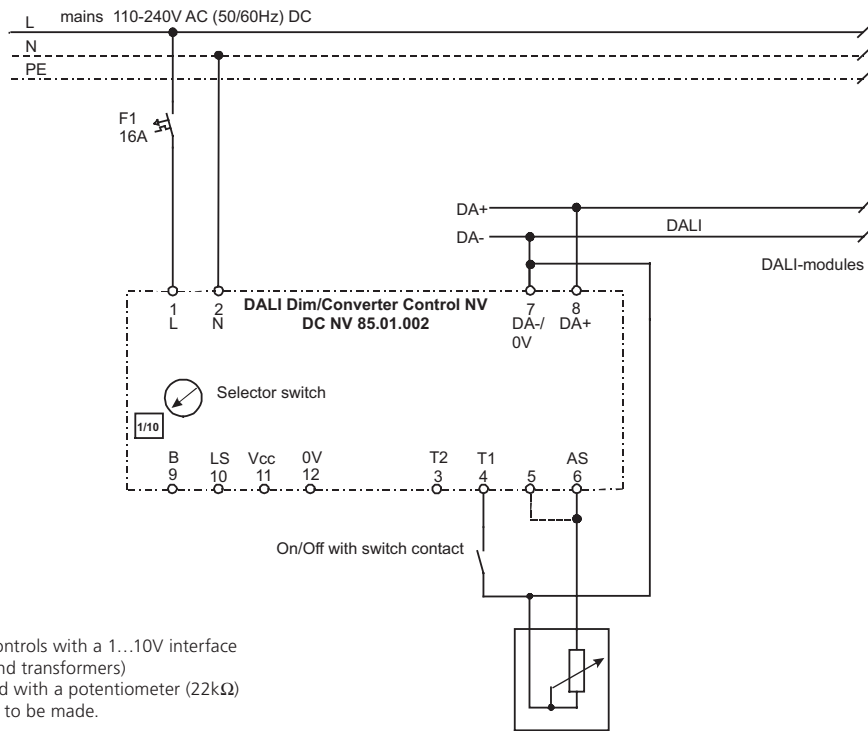 L mains 110-240V AC (50/60Hz) DC
N
PE
F1
16A
DA+
DALI
DA-
DALI-modules
1 2 DALI Dim/Converter Control NV 7 8
L N DC NV 85.01.002 DA-/ DA+
0V
Selector switch
1/10
B LS Vcc 0V T2 T1 AS
9 10 11 12 3 4 5 6
On/Off with switch contact
ontrols with a 1…10V interface
nd transformers)
d with a potentiometer (22kΩ)
to be made.